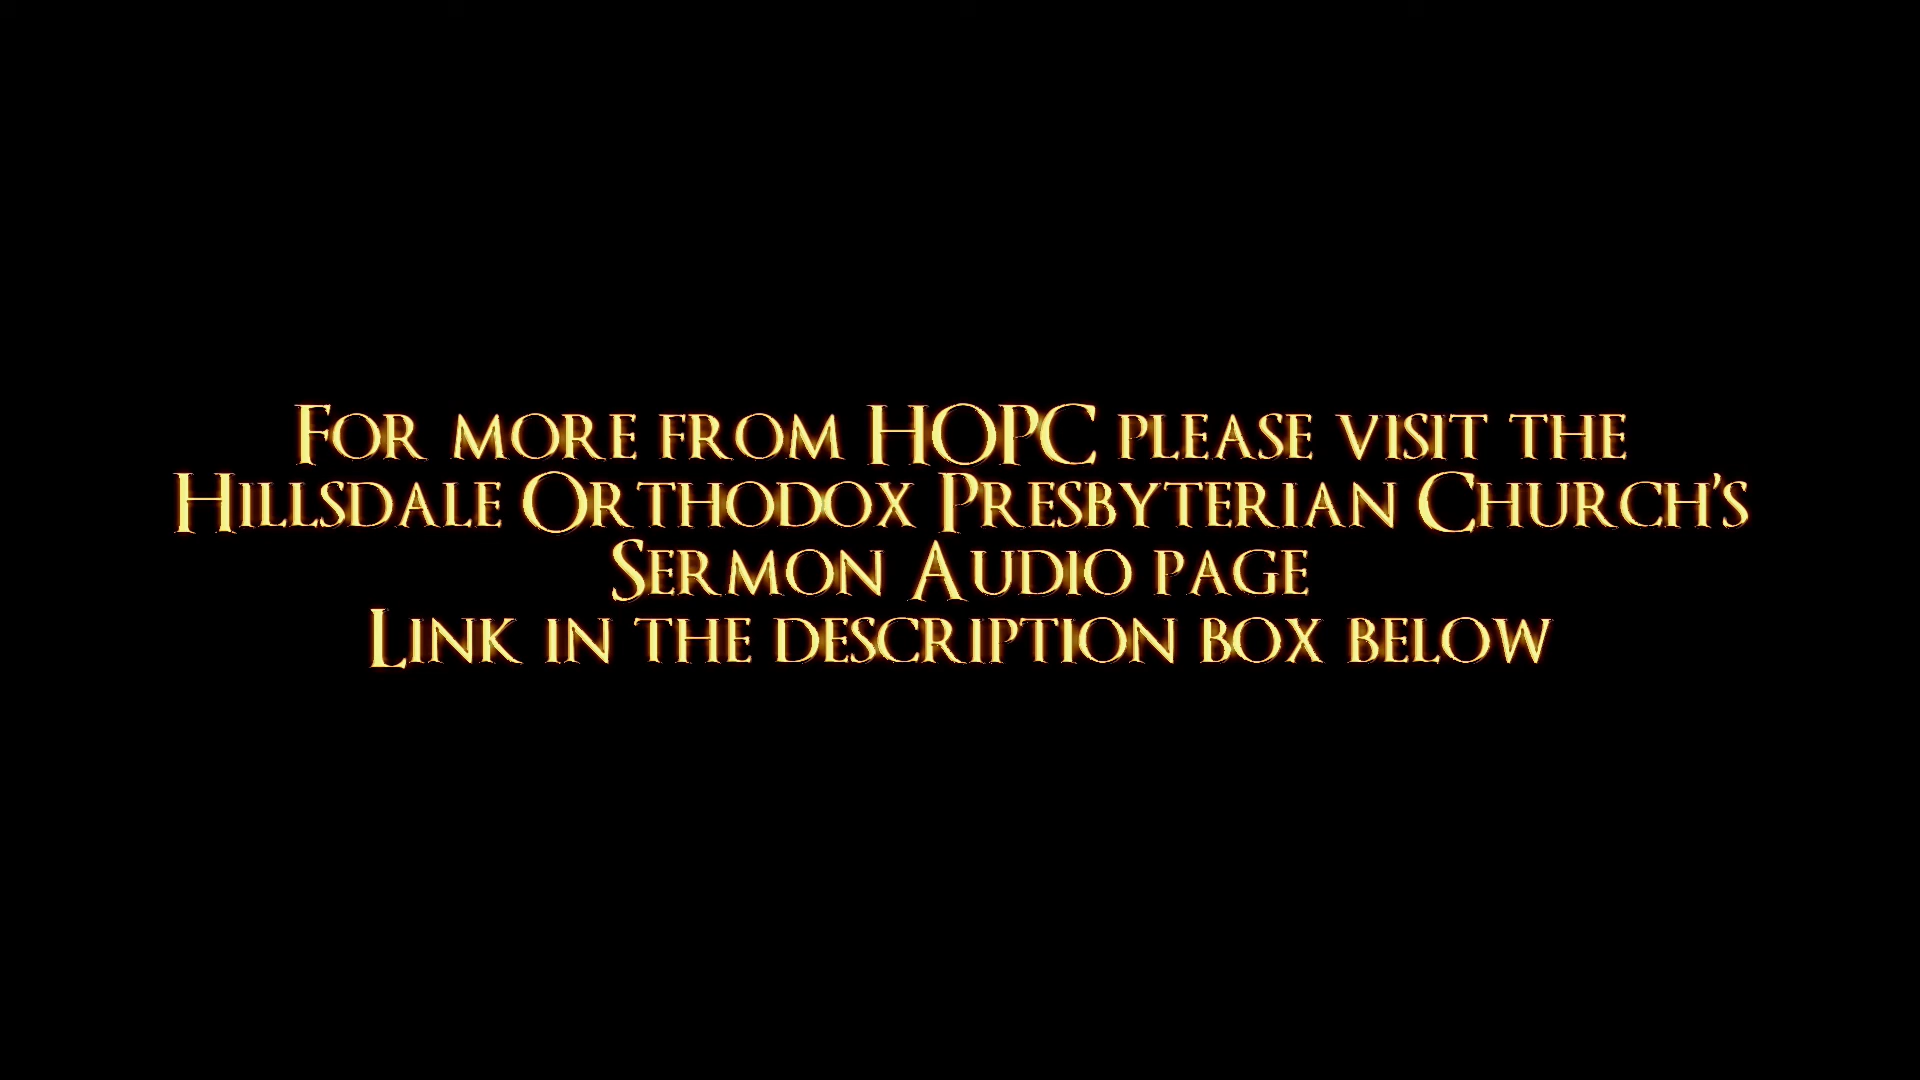 For more from HOPC please visit the
Hillsdale Orthodox Presbyterian Church's
Sermon Audio page
Link in the description box below